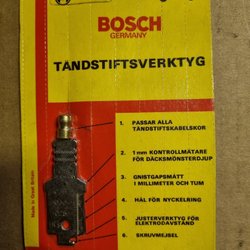 BOSCH
GERMANY
TÄNDSTIFTSVERKTYG
1. PASSAR ALLA
TÄNDSTIFTSKABELSKOR
2. 1 mm KONTROLLMÄTARE
FÖR DÄCKSMÖNSTERDJUP
3. GNISTGAPSMÅTT
I MILLIMETER OCH TUM
4. HÅL FÖR NYCKELRING
5. JUSTERVERKTYG FÖR
ELEKTRODAVSTÅND
6. SKRUVMEJSEL
Made in Great Britain